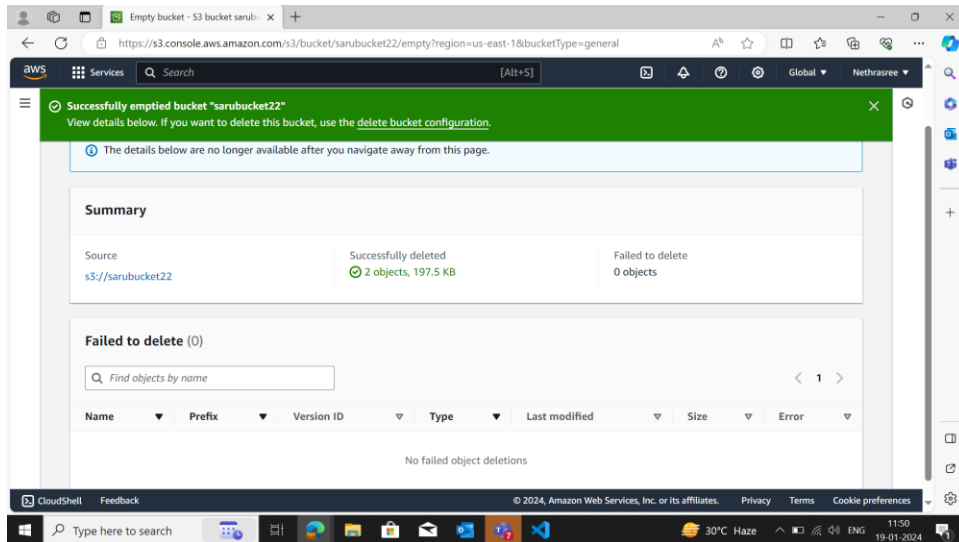 Empty bucket - S3 bucket sarub
https://s3.console.aws.amazon.com/s3/bucket/sarubucket22/empty?region=us-east-1&bucketType=general
aws Services Search [Alt+S] Global Nethrasree
Successfully emptied bucket "sarubucket22"
View details below. If you want to delete this bucket, use the delete bucket configuration.
The details below are no longer available after you navigate away from this page.
Summary
Source Successfully deleted Failed to delete
s3://sarubucket22 2 objects, 197.5 KB 0 objects
Failed to delete (0)
Find objects by name 1
Name Prefix Version ID Type Last modified Size Error
No failed object deletions
CloudShell Feedback © 2024, Amazon Web Services, Inc. or its affiliates. Privacy Terms Cookie preferences
Type here to search 30°C Haze ENG 11:50
19-01-2024